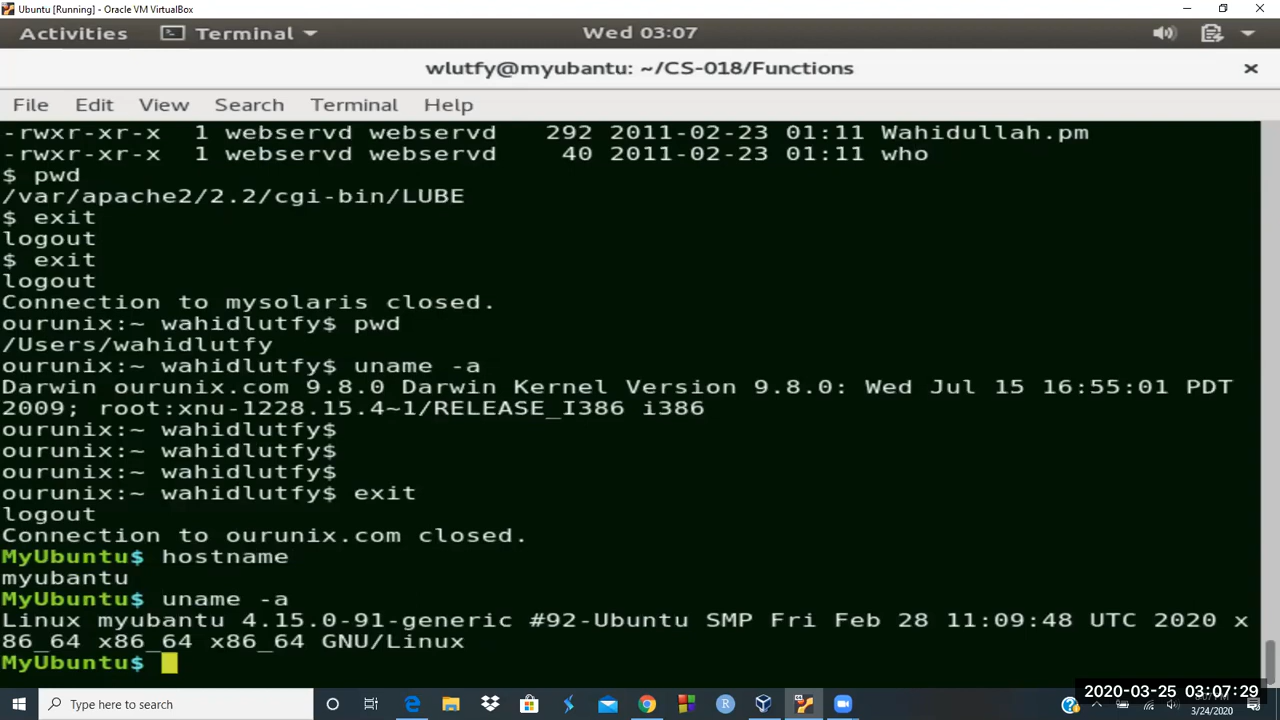 Ubuntu [Running] - Oracle VM VirtualBox
Activities Terminal Wed 03:07
wlutfy@myubantu: ~/CS-018/Functions
File Edit View Search Terminal Help
-rwxr-xr-x 1 webservd webservd 292 2011-02-23 01:11 Wahidullah.pm
-rwxr-xr-x 1 webservd webservd 40 2011-02-23 01:11 who
$ pwd
/var/apache2/2.2/cgi-bin/LUBE
$ exit
logout
$ exit
logout
Connection to mysolaris closed.
ourunix:~ wahidlutfy$ pwd
/Users/wahidlutfy
ourunix:~ wahidlutfy$ uname -a
Darwin ourunix.com 9.8.0 Darwin Kernel Version 9.8.0: Wed Jul 15 16:55:01 PDT
2009; root:xnu-1228.15.4~1/RELEASE_I386 i386
ourunix:~ wahidlutfy$
ourunix:~ wahidlutfy$
ourunix:~ wahidlutfy$
ourunix:~ wahidlutfy$ exit
logout
Connection to ourunix.com closed.
MyUbuntu$ hostname
myubantu
MyUbuntu$ uname -a
Linux myubantu 4.15.0-91-generic #92-Ubuntu SMP Fri Feb 28 11:09:48 UTC 2020 x
86_64 x86_64 x86_64 GNU/Linux
MyUbuntu$
Type here to search
2020-03-25 03:07:29
3/24/2020